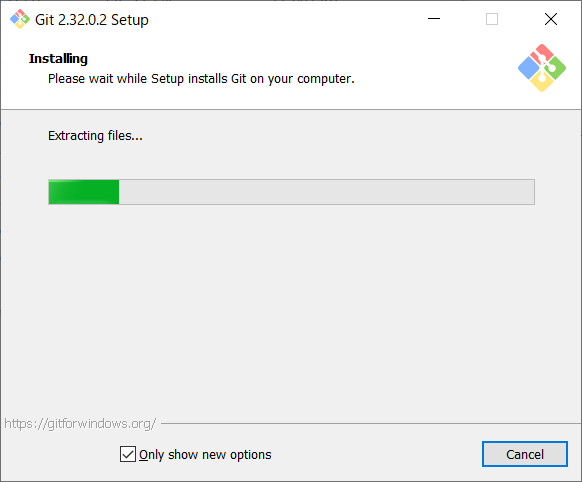 Git 2.32.0.2 Setup
Installing
Please wait while Setup installs Git on your computer.
Extracting files...
https://gitforwindows.org/
Only show new options
Cancel